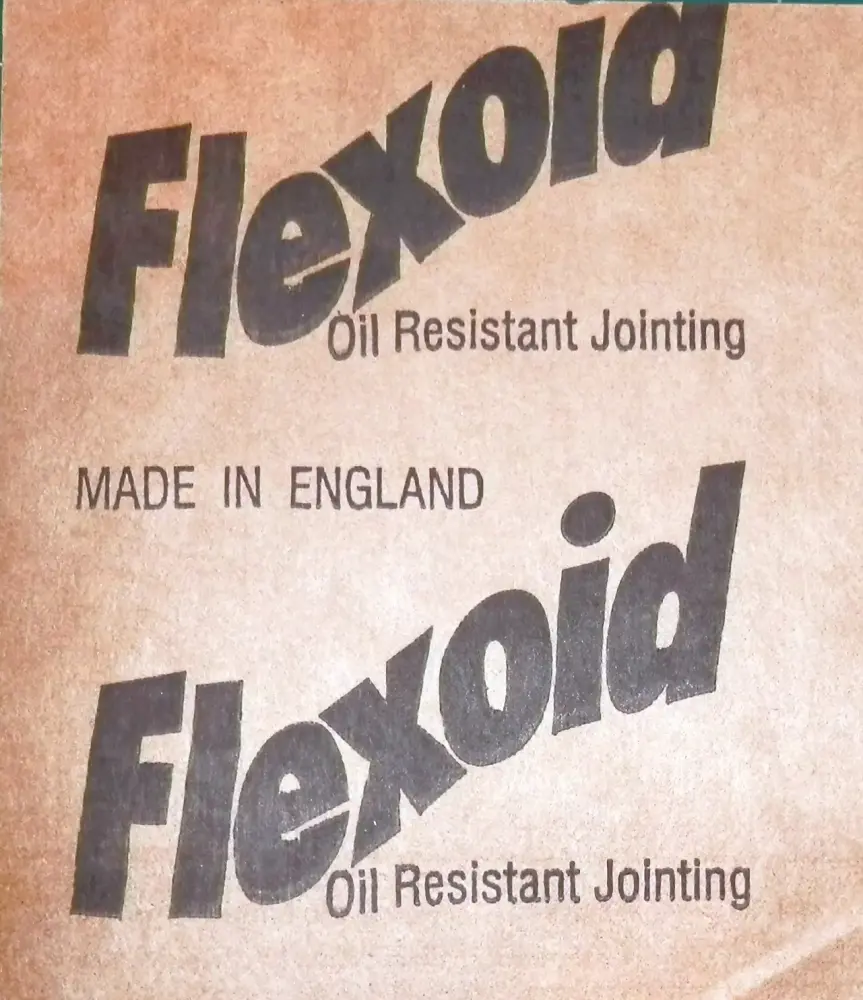 Flexoid
Oil Resistant Jointing
MADE IN ENGLAND
Flexoid
Oil Resistant Jointing